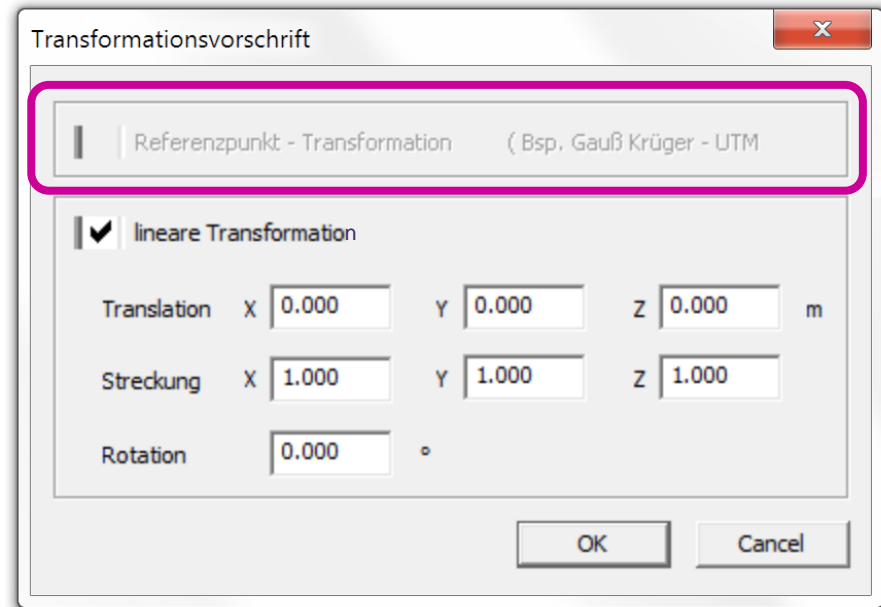 Transformationsvorschrift
Referenzpunkt - Transformation ( Bsp. Gauß Krüger - UTM
lineare Transformation
Translation X 0.000 Y 0.000 Z 0.000 m
Streckung X 1.000 Y 1.000 Z 1.000
Rotation 0.000 °
OK Cancel